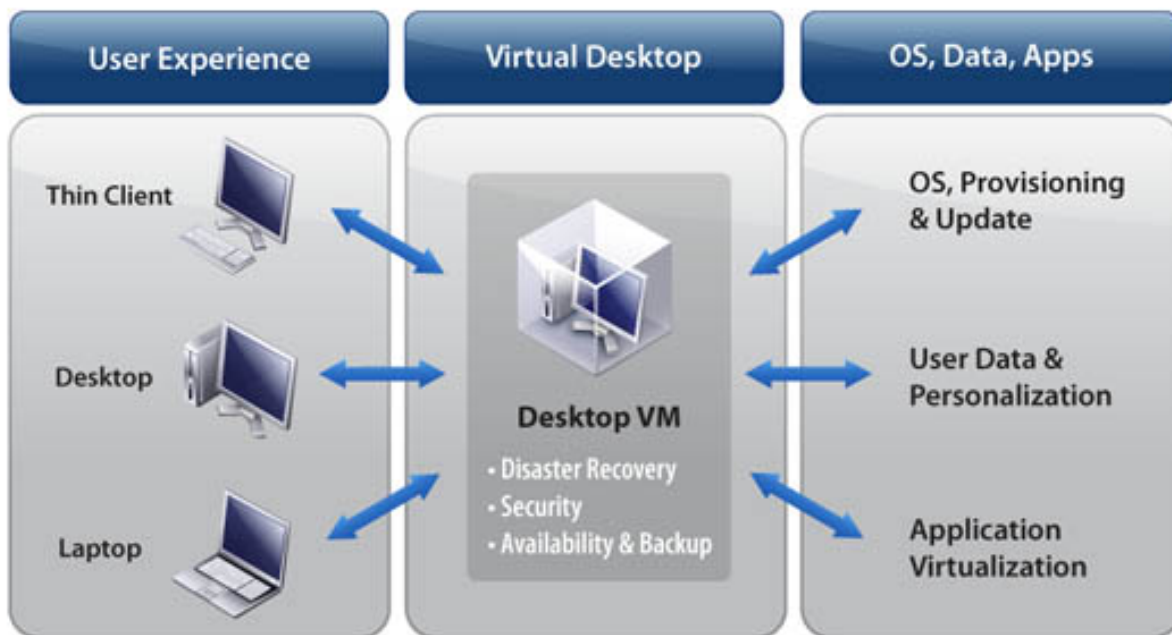 User Experience
Virtual Desktop
OS, Data, Apps
Thin Client
Desktop
Laptop
Desktop VM
• Disaster Recovery
• Security
• Availability & Backup
OS, Provisioning
& Update
User Data &
Personalization
Application
Virtualization